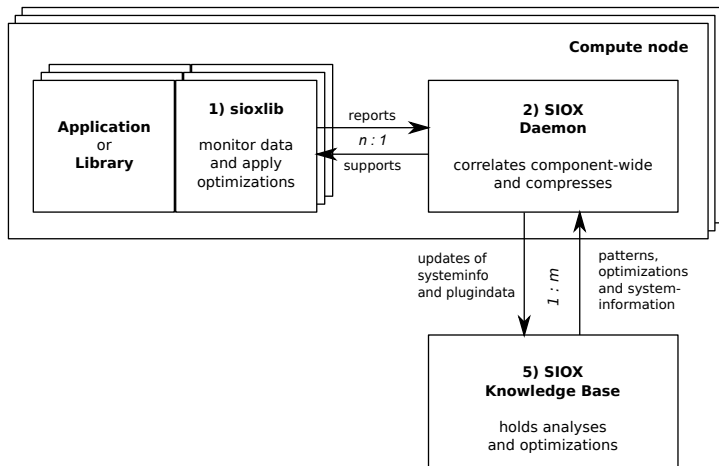 Compute node
Application
or
Library
1) sioxlib
monitor data
and apply
optimizations
reports
n : 1
supports
2) SIOX
Daemon
correlates component-wide
and compresses
updates of
systeminfo
and plugindata
1 : m
patterns,
optimizations
and system-
information
5) SIOX
Knowledge Base
holds analyses
and optimizations